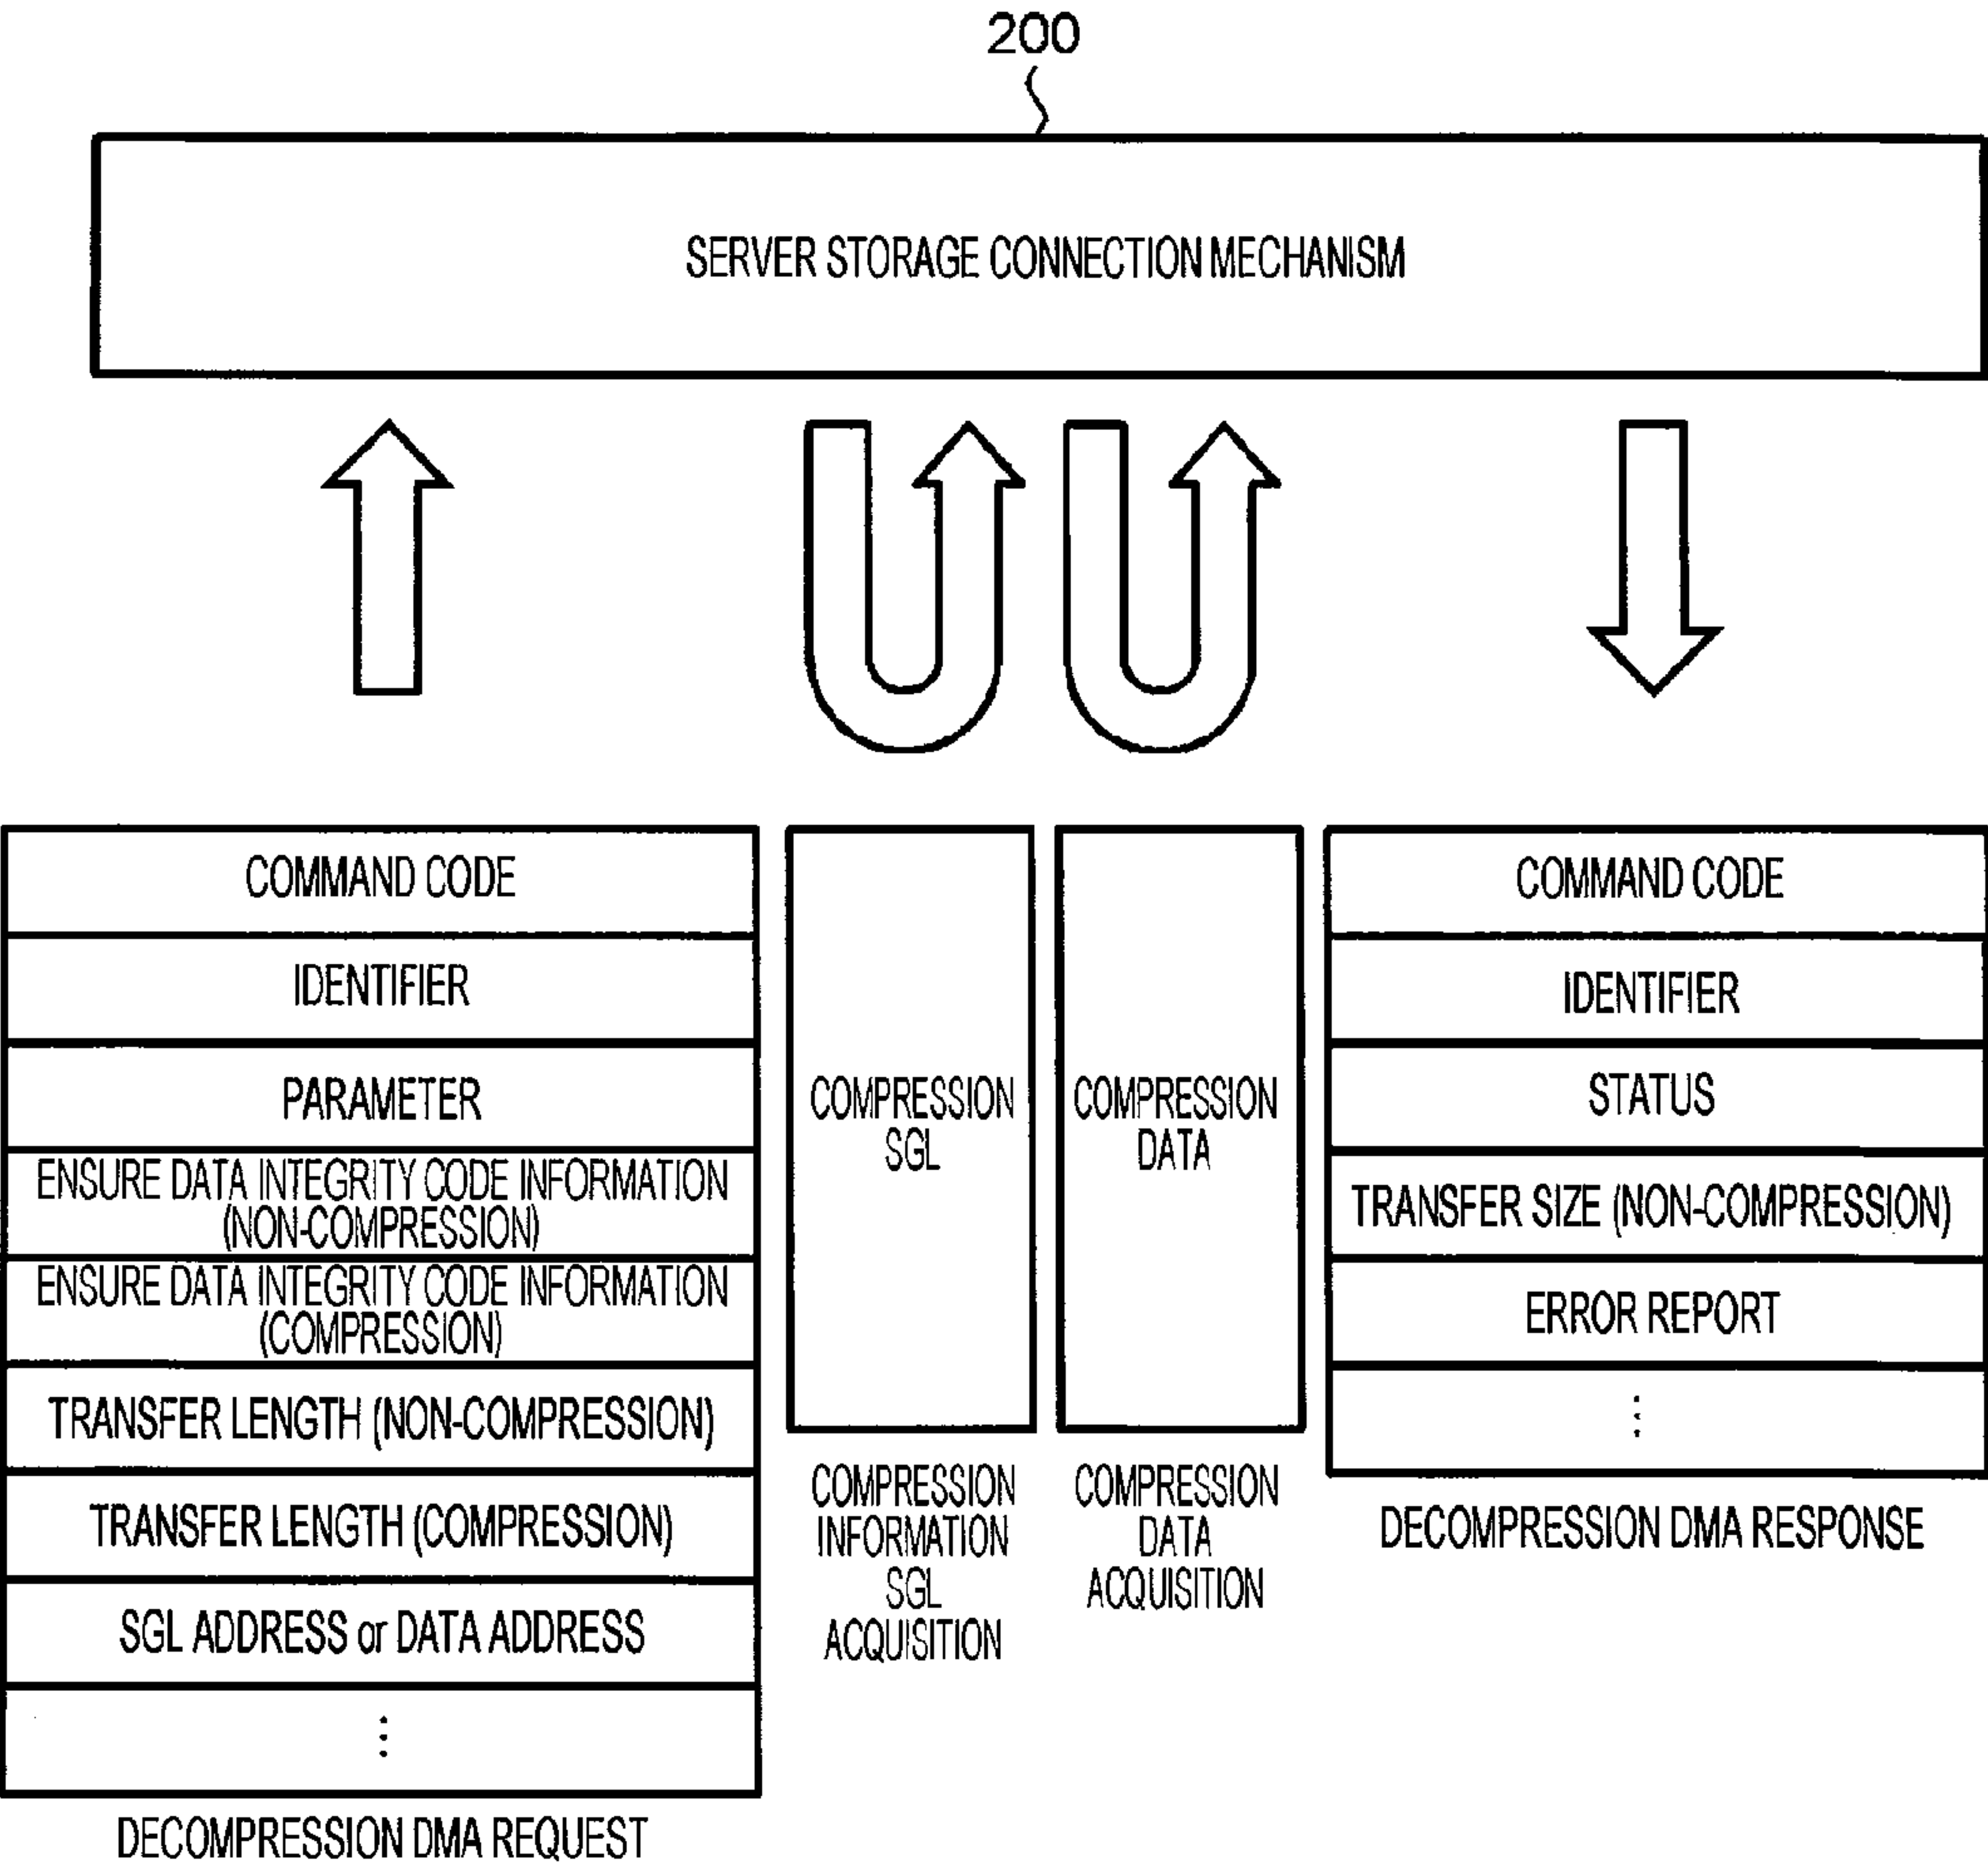 200
SERVER STORAGE CONNECTION MECHANISM
COMMAND CODE
IDENTIFIER
PARAMETER
ENSURE DATA INTEGRITY CODE INFORMATION
(NON-COMPRESSION)
ENSURE DATA INTEGRITY CODE INFORMATION
(COMPRESSION)
TRANSFER LENGTH (NON-COMPRESSION)
TRANSFER LENGTH (COMPRESSION)
SGL ADDRESS or DATA ADDRESS
⋮
DECOMPRESSION DMA REQUEST
COMPRESSION
SGL
COMPRESSION
INFORMATION
SGL
ACQUISITION
COMPRESSION
DATA
COMPRESSION
DATA
ACQUISITION
COMMAND CODE
IDENTIFIER
STATUS
TRANSFER SIZE (NON-COMPRESSION)
ERROR REPORT
⋮
DECOMPRESSION DMA RESPONSE